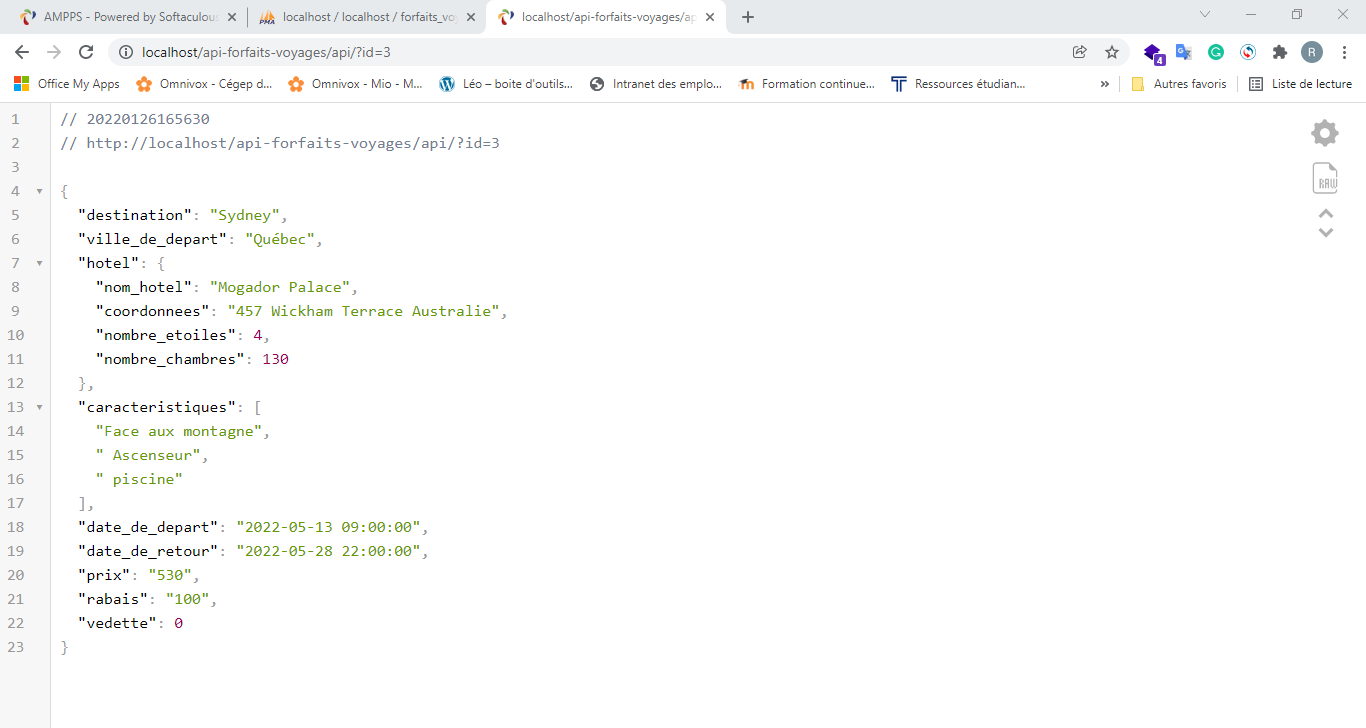 AMPPS - Powered by Softaculous
localhost / localhost / forfaits_vo
localhost/api-forfaits-voyages/ap
localhost/api-forfaits-voyages/api/?id=3
4
R
Office My Apps
Omnivox - Cégep d...
Omnivox - Mio - M...
Léo – boite d'outils...
Intranet des emplo...
Formation continue...
Ressources étudian...
»
Autres favoris
Liste de lecture
1 // 20220126165630
2 // http://localhost/api-forfaits-voyages/api/?id=3
3
4 {
5 "destination": "Sydney",
6 "ville_de_depart": "Québec",
7 "hotel": {
8 "nom_hotel": "Mogador Palace",
9 "coordonnees": "457 Wickham Terrace Australie",
10 "nombre_etoiles": 4,
11 "nombre_chambres": 130
12 },
13 "caracteristiques": [
14 "Face aux montagne",
15 " Ascenseur",
16 " piscine"
17 ],
18 "date_de_depart": "2022-05-13 09:00:00",
19 "date_de_retour": "2022-05-28 22:00:00",
20 "prix": "530",
21 "rabais": "100",
22 "vedette": 0
23 }
RAW